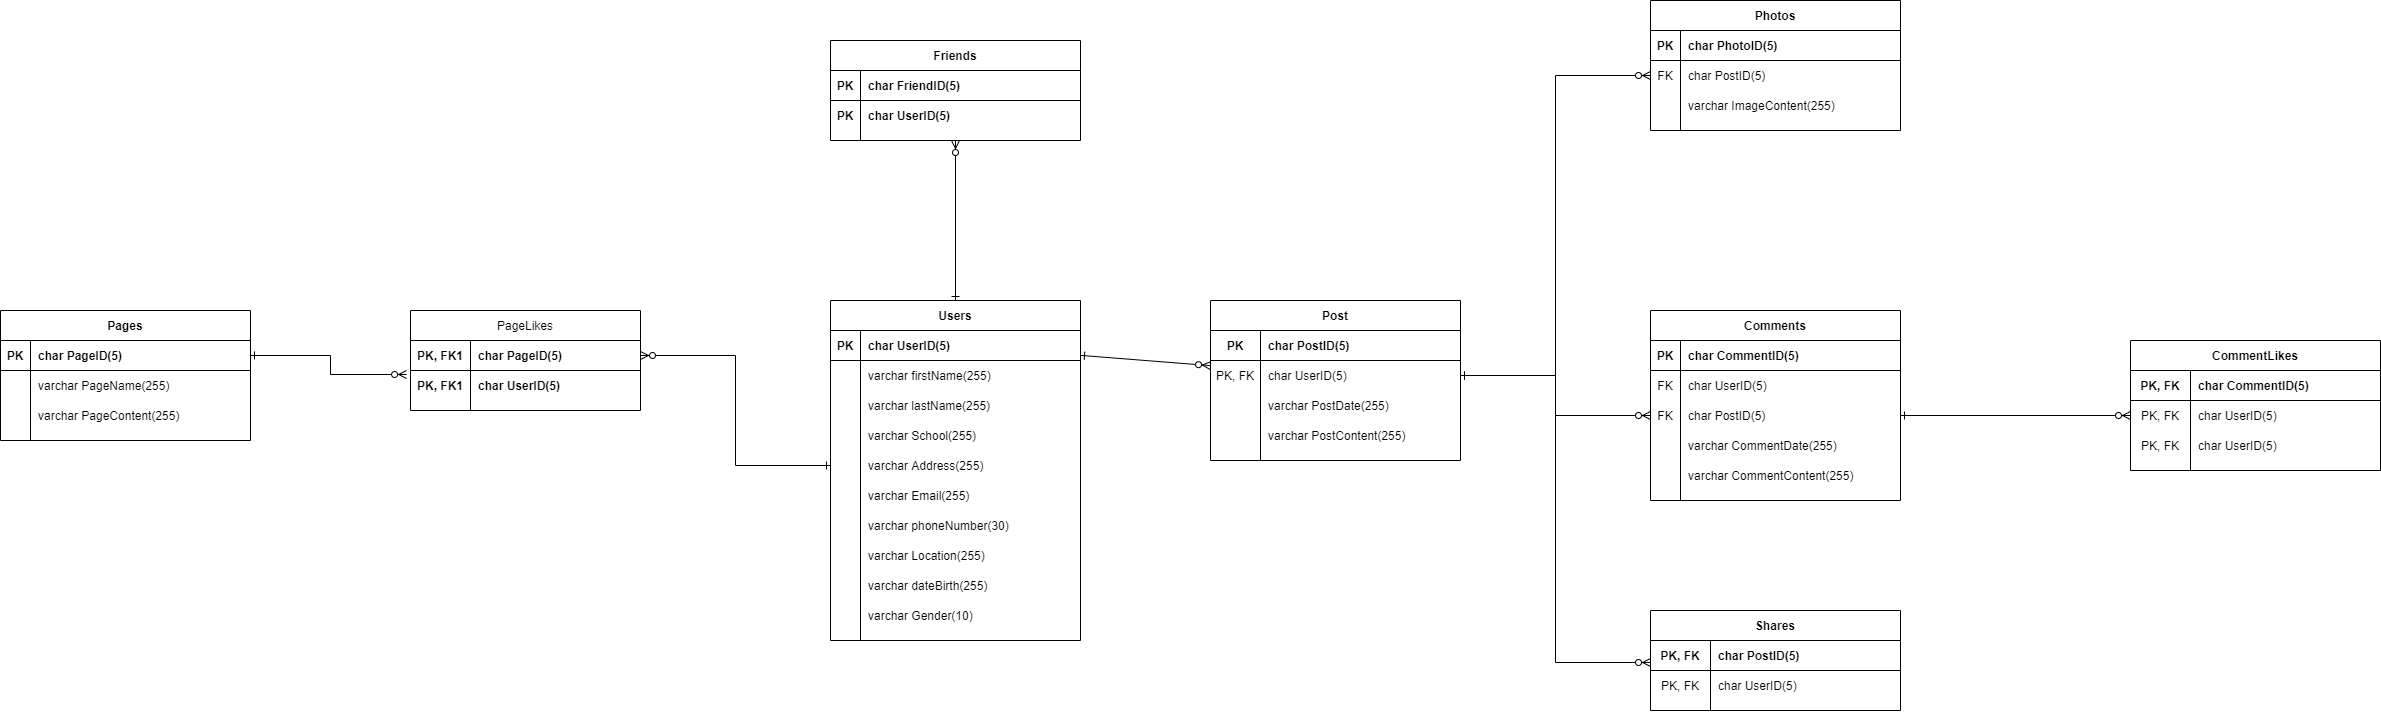 Photos
PK char PhotoID(5)
FK char PostID(5)
varchar ImageContent(255)
Friends
PK char FriendID(5)
PK char UserID(5)
Pages
PK char PageID(5)
varchar PageName(255)
varchar PageContent(255)
PageLikes
PK, FK1 char PageID(5)
PK, FK1 char UserID(5)
Users
PK char UserID(5)
varchar firstName(255)
varchar lastName(255)
varchar School(255)
varchar Address(255)
varchar Email(255)
varchar phoneNumber(30)
varchar Location(255)
varchar dateBirth(255)
varchar Gender(10)
Post
PK char PostID(5)
PK, FK char UserID(5)
varchar PostDate(255)
varchar PostContent(255)
Comments
PK char CommentID(5)
FK char UserID(5)
FK char PostID(5)
varchar CommentDate(255)
varchar CommentContent(255)
CommentLikes
PK, FK char CommentID(5)
PK, FK char UserID(5)
PK, FK char UserID(5)
Shares
PK, FK char PostID(5)
PK, FK char UserID(5)